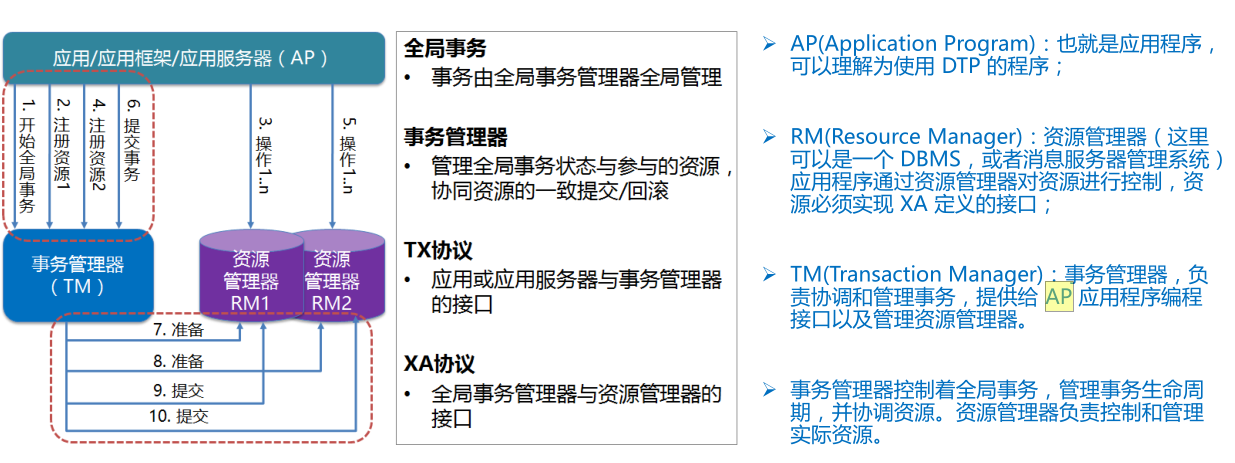 应用/应用框架/应用服务器（AP）
1. 开始全局事务
2. 注册资源1
4. 注册资源2
6. 提交事务
3. 操作1..n
5. 操作1..n
事务管理器
（TM）
资源
管理器
RM1
资源
管理器
RM2
7. 准备
8. 准备
9. 提交
10. 提交
全局事务
• 事务由全局事务管理器全局管理
事务管理器
• 管理全局事务状态与参与的资源，
协同资源的一致提交/回滚
TX协议
• 应用或应用服务器与事务管理器
的接口
XA协议
• 全局事务管理器与资源管理器的
接口
➢ AP(Application Program)：也就是应用程序，
可以理解为使用 DTP 的程序；
➢ RM(Resource Manager)：资源管理器（这里
可以是一个 DBMS，或者消息服务器管理系统）
应用程序通过资源管理器对资源进行控制，资
源必须实现 XA 定义的接口；
➢ TM(Transaction Manager)：事务管理器，负
责协调和管理事务，提供给 AP 应用程序编程
接口以及管理资源管理器。
➢ 事务管理器控制着全局事务，管理事务生命周
期，并协调资源。资源管理器负责控制和管理
实际资源。